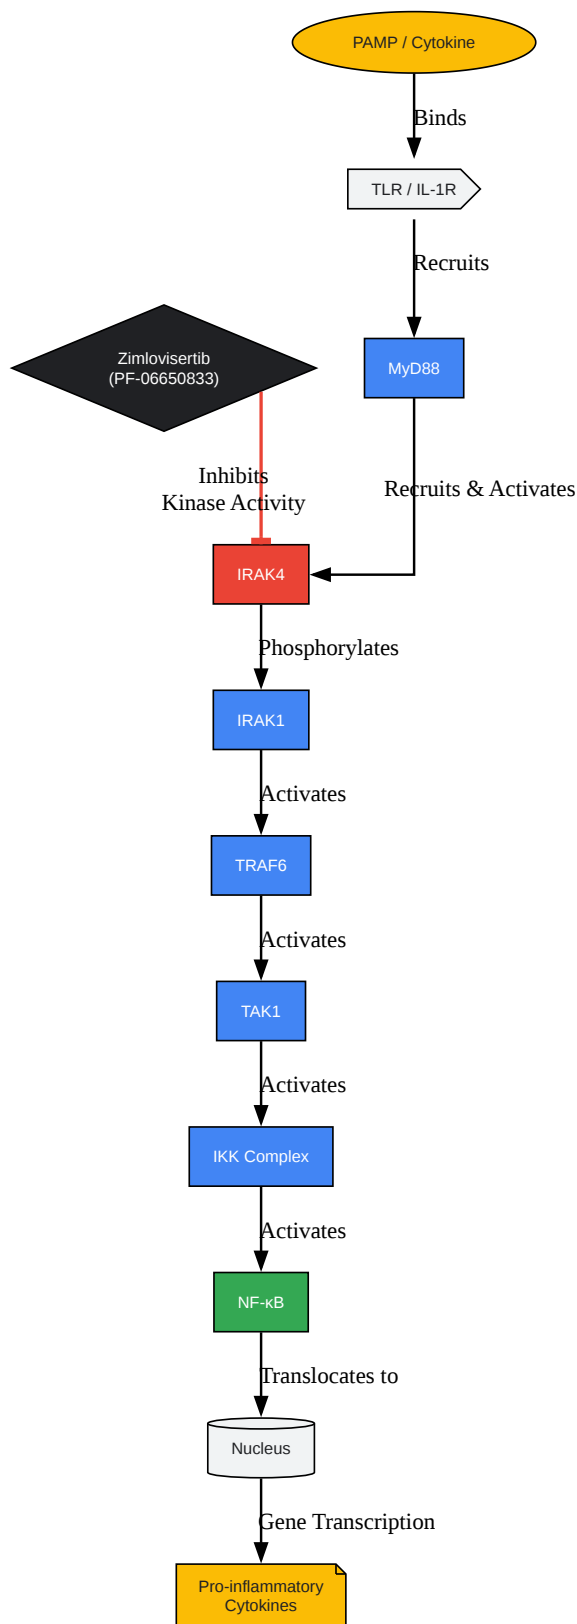 PAMP / Cytokine
Binds
TLR / IL-1R
Recruits
Zimlovisertib
(PF-06650833)
MyD88
Inhibits
Kinase Activity
Recruits & Activates
IRAK4
Phosphorylates
IRAK1
Activates
TRAF6
Activates
TAK1
Activates
IKK Complex
Activates
NF-κB
Translocates to
Nucleus
Gene Transcription
Pro-inflammatory
Cytokines